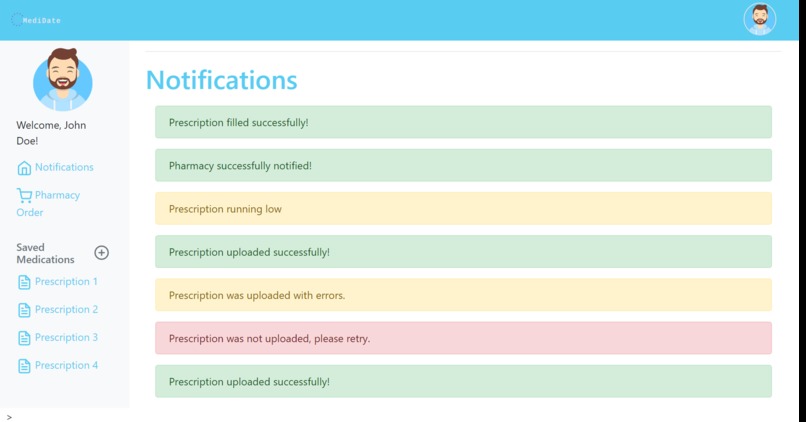 MediDate
Welcome, John
Doe!
Notifications
Pharmacy
Order
Saved
Medications
Prescription 1
Prescription 2
Prescription 3
Prescription 4
Notifications
Prescription filled successfully!
Pharmacy successfully notified!
Prescription running low
Prescription uploaded successfully!
Prescription was uploaded with errors.
Prescription was not uploaded, please retry.
Prescription uploaded successfully!
>